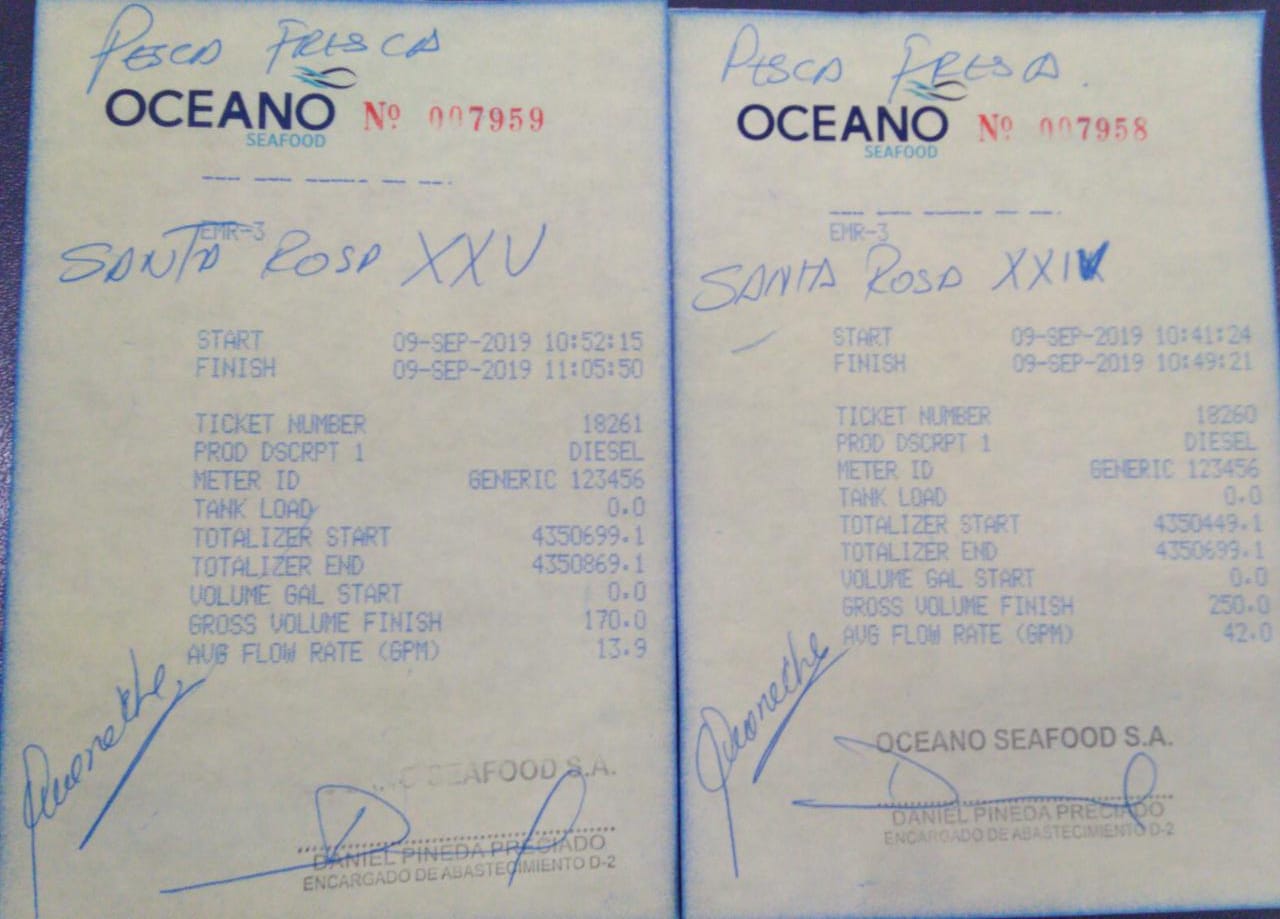 PESCA FRESCA
OCEANO
SEAFOOD
Nº 007959
EMR-3
SANTA ROSA XXV
START 09-SEP-2019 10:52:15
FINISH 09-SEP-2019 11:05:50
TICKET NUMBER 18261
PROD DSCRPT 1 DIESEL
METER ID GENERIC 123456
TANK LOAD 0.0
TOTALIZER START 4350699.1
TOTALIZER END 4350869.1
VOLUME GAL START 0.0
GROSS VOLUME FINISH 170.0
AVG FLOW RATE (GPM) 13.9
SEAFOOD S.A.
DANIEL PINEDA PRECIADO
ENCARGADO DE ABASTECIMIENTO D-2
PESCA FRESA.
OCEANO
SEAFOOD
Nº 007958
EMR-3
SANTA ROSA XXIV
START 09-SEP-2019 10:41:24
FINISH 09-SEP-2019 10:49:21
TICKET NUMBER 18260
PROD DSCRPT 1 DIESEL
METER ID GENERIC 123456
TANK LOAD 0.0
TOTALIZER START 4350449.1
TOTALIZER END 4350699.1
VOLUME GAL START 0.0
GROSS VOLUME FINISH 250.0
AVG FLOW RATE (GPM) 42.0
OCEANO SEAFOOD S.A.
DANIEL PINEDA PRECIADO
ENCARGADO DE ABASTECIMIENTO D-2